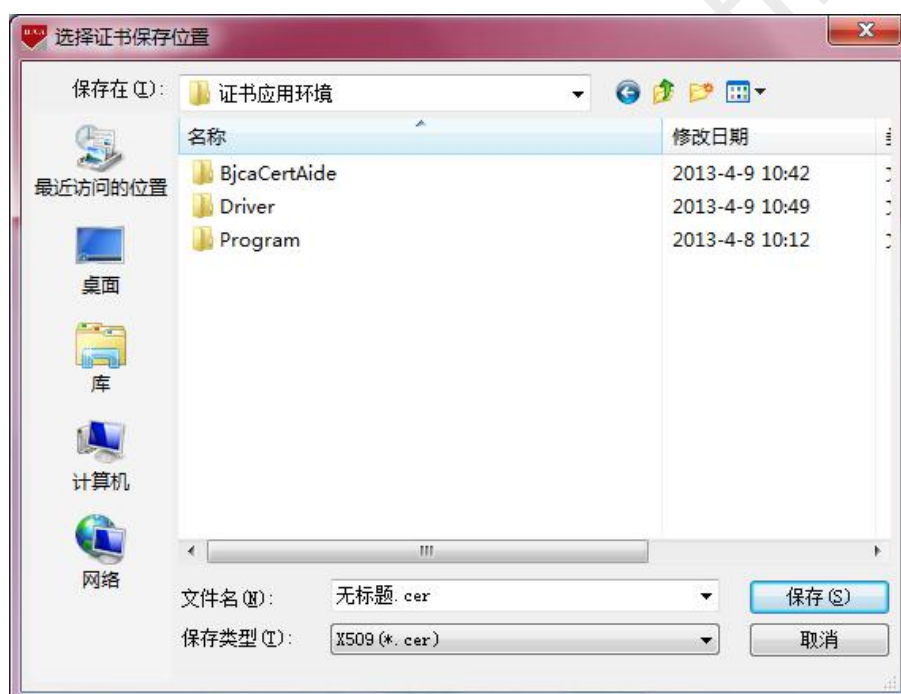 选择证书保存位置
保存在(I):
证书应用环境
名称
修改日期
BjcaCertAide
2013-4-9 10:42
Driver
2013-4-9 10:49
Program
2013-4-8 10:12
最近访问的位置
桌面
库
计算机
网络
文件名(N):
无标题.cer
保存(S)
保存类型(T):
X509(*.cer)
取消